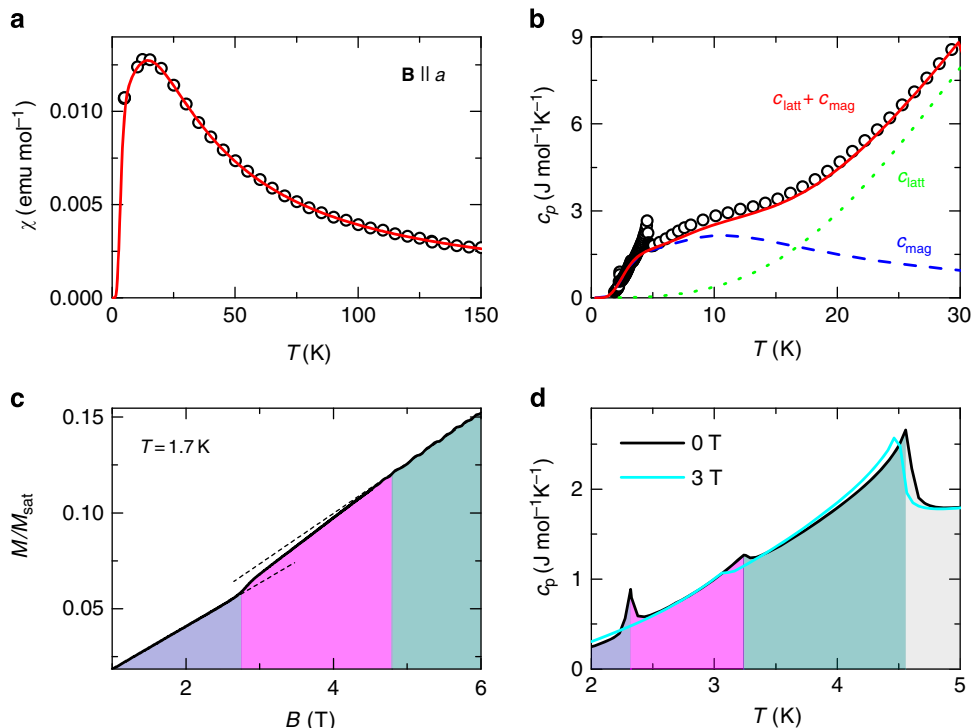 a
χ (emu mol⁻¹)
0.010
0.005
0.000
B || a
0
50
100
150
T (K)
b
c_p (J mol⁻¹K⁻¹)
9
6
3
0
c_latt + c_mag
c_latt
c_mag
0
10
20
30
T (K)
c
M/M_sat
0.15
0.10
0.05
T = 1.7 K
2
4
6
B (T)
d
c_p (J mol⁻¹K⁻¹)
2
1
0
0 T
3 T
2
3
4
5
T (K)